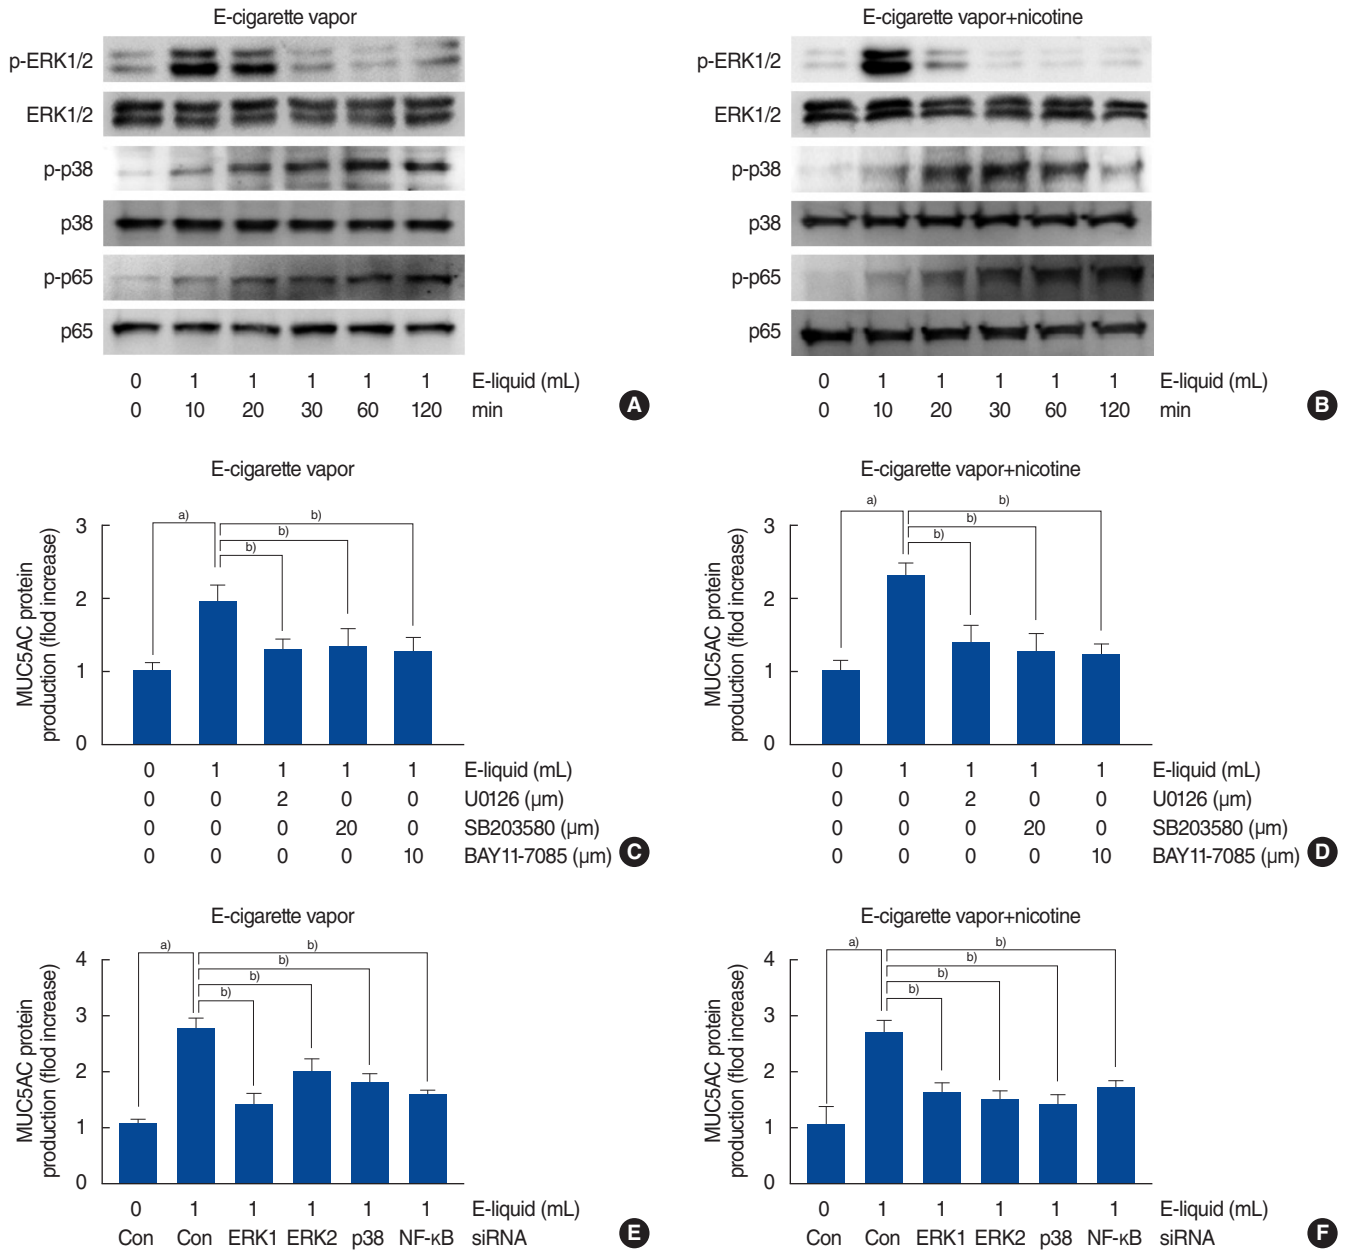 E-cigarette vapor
p-ERK1/2
ERK1/2
p-p38
p38
p-p65
p65
0 1 1 1 1 1 E-liquid (mL)
0 10 20 30 60 120 min
A
E-cigarette vapor+nicotine
p-ERK1/2
ERK1/2
p-p38
p38
p-p65
p65
0 1 1 1 1 1 E-liquid (mL)
0 10 20 30 60 120 min
B
E-cigarette vapor
MUC5AC protein
production (flod increase)
3
2
1
0
a)
b)
b)
b)
0 1 1 1 1 E-liquid (mL)
0 0 2 0 0 U0126 (µm)
0 0 0 20 0 SB203580 (µm)
0 0 0 0 10 BAY11-7085 (µm)
C
E-cigarette vapor+nicotine
MUC5AC protein
production (flod increase)
3
2
1
0
a)
b)
b)
b)
0 1 1 1 1 E-liquid (mL)
0 0 2 0 0 U0126 (µm)
0 0 0 20 0 SB203580 (µm)
0 0 0 0 10 BAY11-7085 (µm)
D
E-cigarette vapor
MUC5AC protein
production (flod increase)
4
3
2
1
0
a)
b)
b)
b)
b)
0 1 1 1 1 1 E-liquid (mL)
Con Con ERK1 ERK2 p38 NF-κB siRNA
E
E-cigarette vapor+nicotine
MUC5AC protein
production (flod increase)
4
3
2
1
0
a)
b)
b)
b)
b)
0 1 1 1 1 1 E-liquid (mL)
Con Con ERK1 ERK2 p38 NF-κB siRNA
F